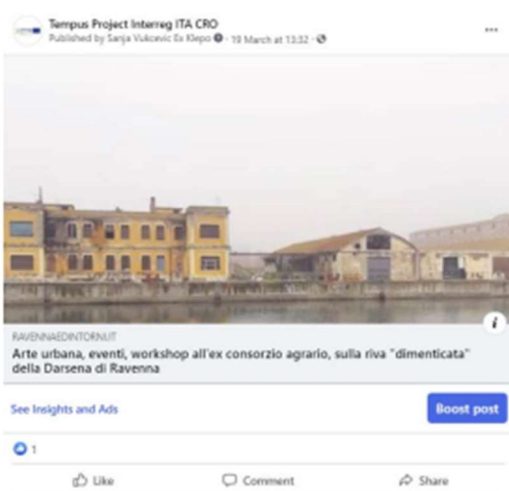 Tempus Project Interreg ITA CRO
Published by Sanja Vukcevic Ex Klepo · 19 March at 13:32 ·
RAVENNAEDINTORNI.IT
Arte urbana, eventi, workshop all'ex consorzio agrario, sulla riva "dimenticata"
della Darsena di Ravenna
See Insights and Ads
Boost post
1
Like
Comment
Share